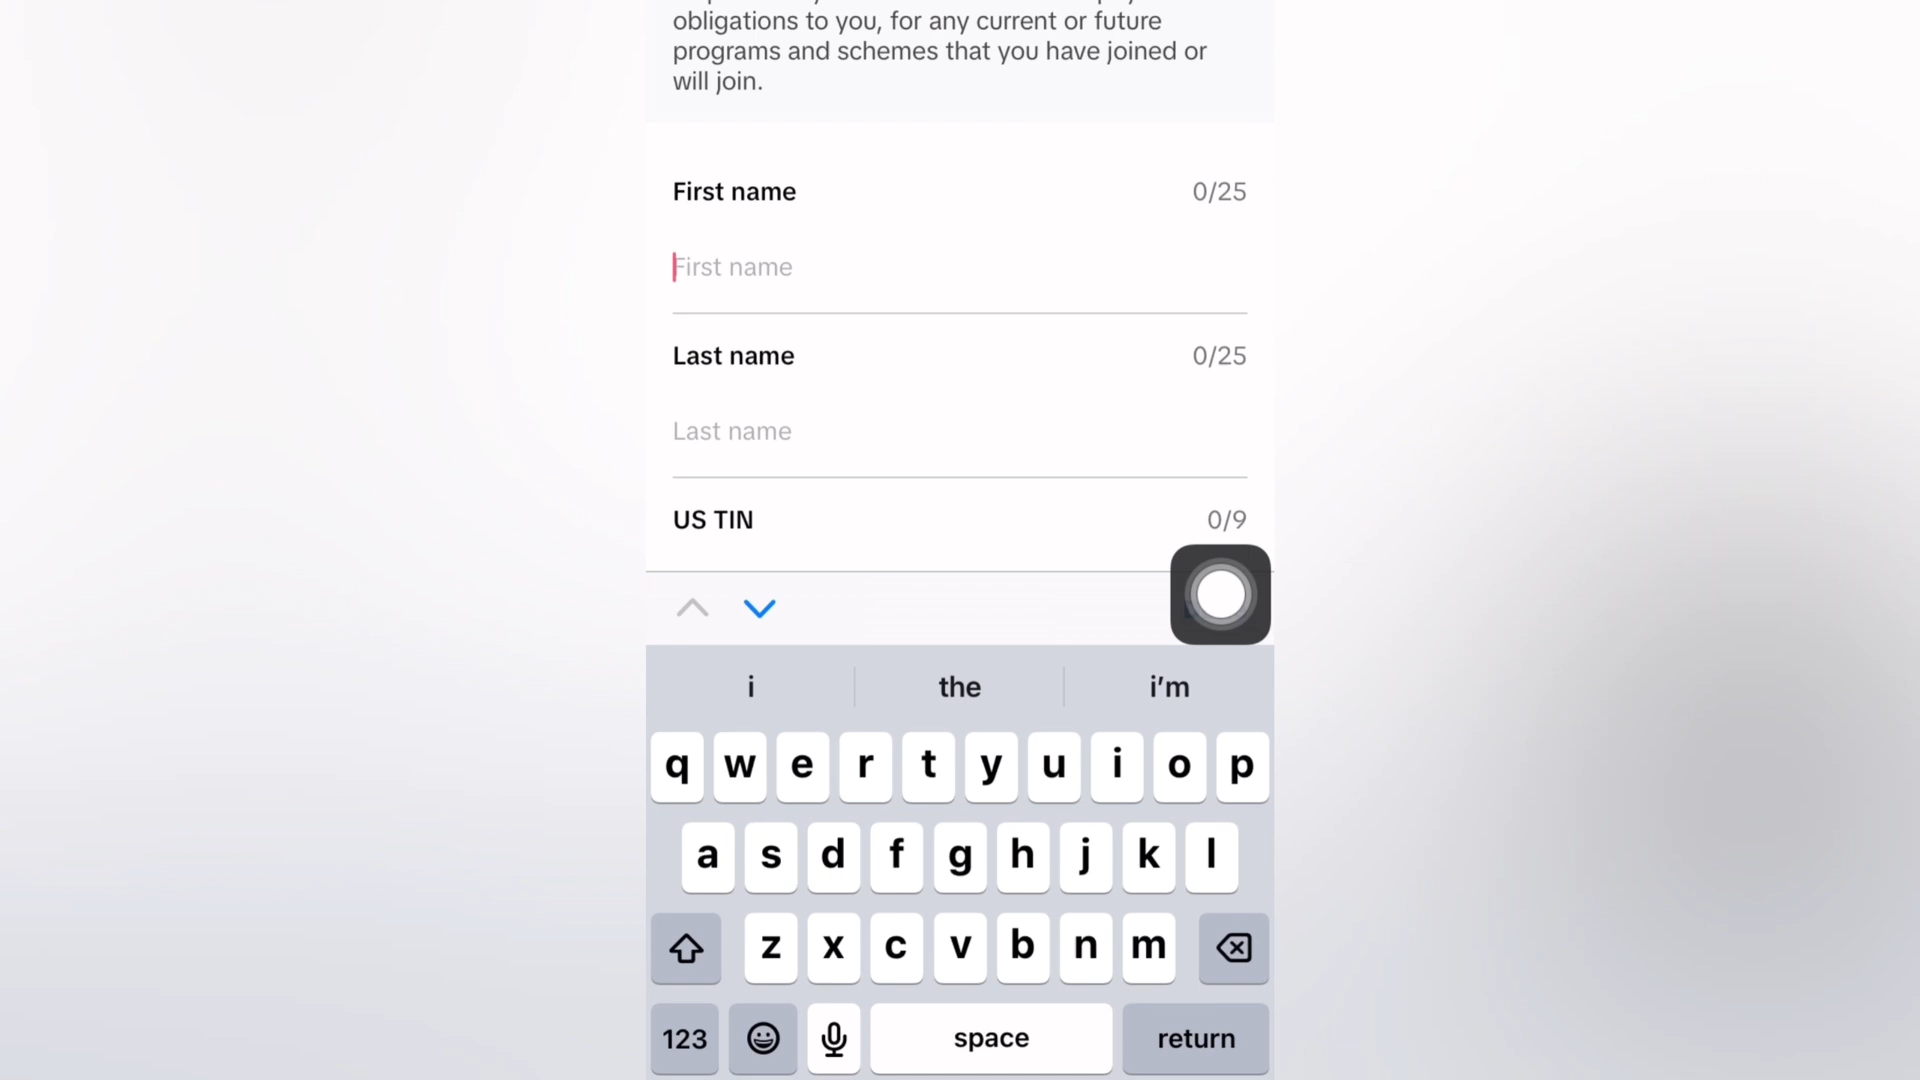 obligations to you, for any current or future
programs and schemes that you have joined or
will join.
First name 0/25
First name
Last name 0/25
Last name
US TIN 0/9
i the i'm
q w e r t y u i o p
a s d f g h j k l
z x c v b n m
123 space return